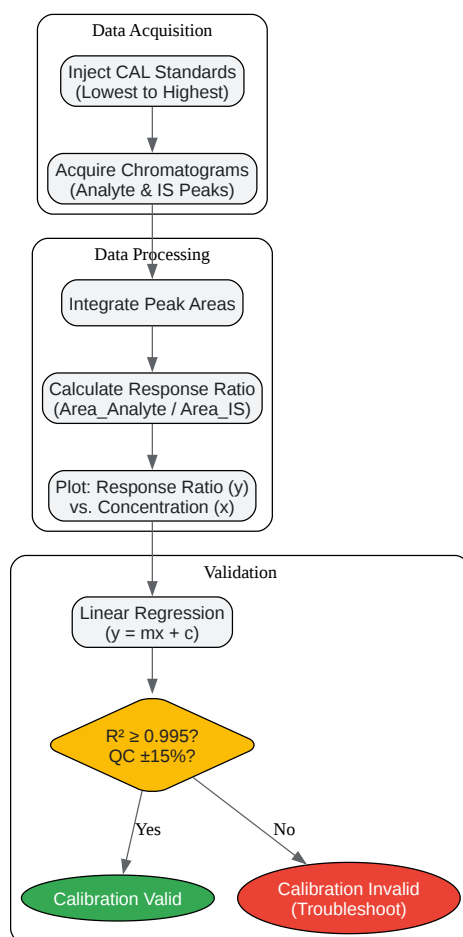 Data Acquisition
Inject CAL Standards
(Lowest to Highest)
Acquire Chromatograms
(Analyte & IS Peaks)
Data Processing
Integrate Peak Areas
Calculate Response Ratio
(Area_Analyte / Area_IS)
Plot: Response Ratio (y)
vs. Concentration (x)
Validation
Linear Regression
(y = mx + c)
R² ≥ 0.995?
QC ±15%?
Yes
No
Calibration Valid
Calibration Invalid
(Troubleshoot)